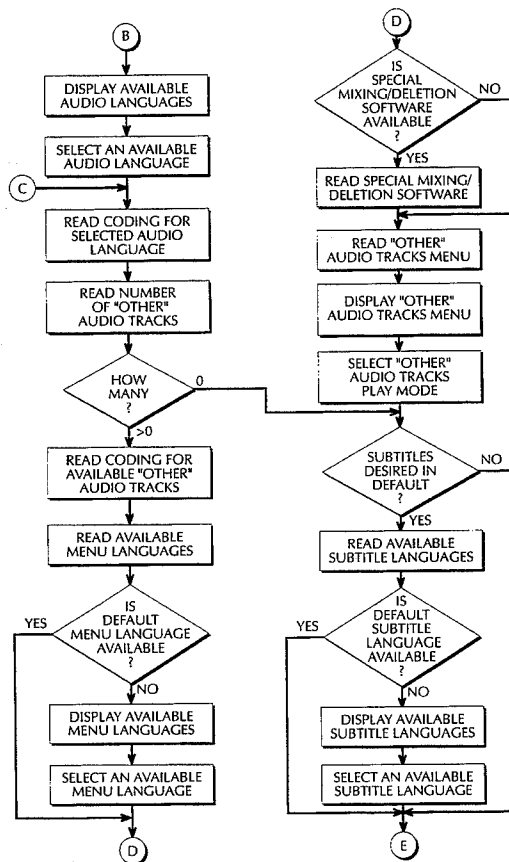 B
DISPLAY AVAILABLE
AUDIO LANGUAGES
SELECT AN AVAILABLE
AUDIO LANGUAGE
C
READ CODING FOR
SELECTED AUDIO
LANGUAGE
READ NUMBER
OF "OTHER"
AUDIO TRACKS
HOW
MANY
?
0
>0
READ CODING FOR
AVAILABLE "OTHER"
AUDIO TRACKS
READ AVAILABLE
MENU LANGUAGES
IS
DEFAULT
MENU LANGUAGE
AVAILABLE
?
YES
NO
DISPLAY AVAILABLE
MENU LANGUAGES
SELECT AN AVAILABLE
MENU LANGUAGE
D
D
IS
SPECIAL
MIXING/DELETION
SOFTWARE
AVAILABLE
?
NO
YES
READ SPECIAL MIXING/
DELETION SOFTWARE
READ "OTHER"
AUDIO TRACKS MENU
DISPLAY "OTHER"
AUDIO TRACKS MENU
SELECT "OTHER"
AUDIO TRACKS
PLAY MODE
SUBTITLES
DESIRED IN
DEFAULT
?
NO
YES
READ AVAILABLE
SUBTITLE LANGUAGES
IS
DEFAULT
SUBTITLE
LANGUAGE
AVAILABLE
?
YES
NO
DISPLAY AVAILABLE
SUBTITLE LANGUAGES
SELECT AN AVAILABLE
SUBTITLE LANGUAGE
E